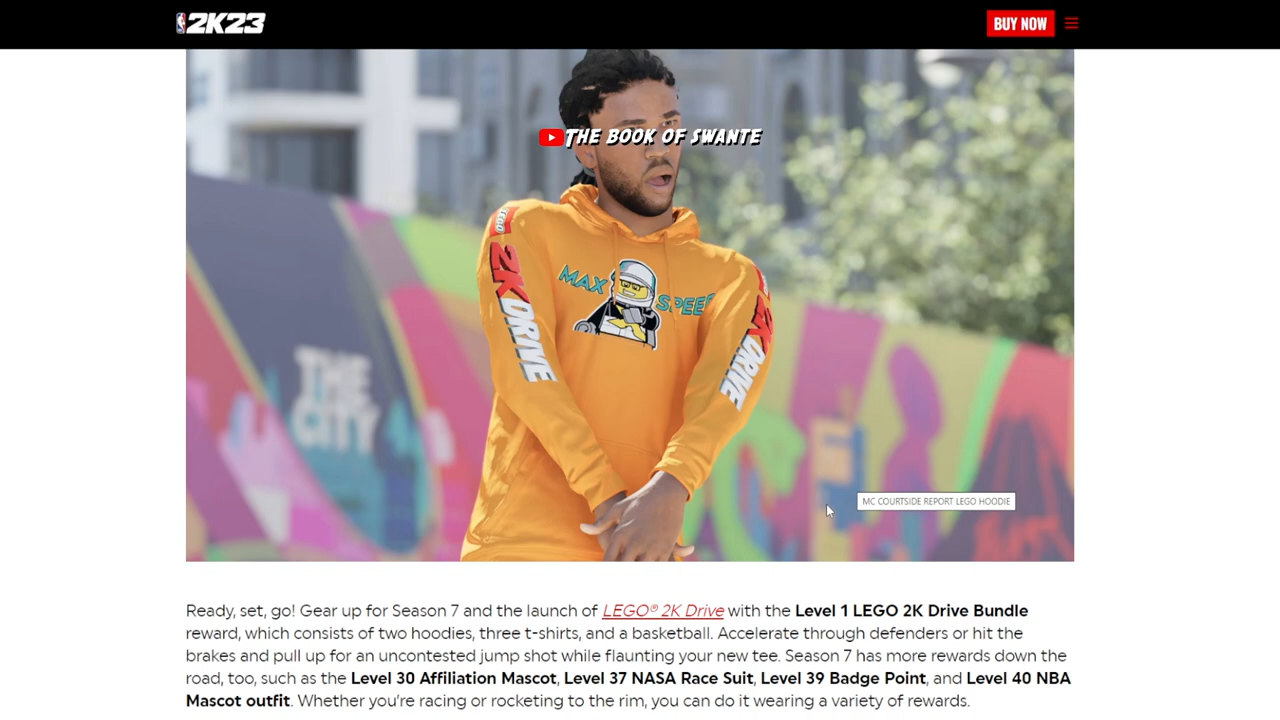 2K23
BUY NOW
THE BOOK OF SWANTE
LEGO
2K DRIVE
MAX SPEED
2K DRIVE
THE
CITY
MC COURTSIDE REPORT LEGO HOODIE
Ready, set, go! Gear up for Season 7 and the launch of LEGO® 2K Drive with the Level 1 LEGO 2K Drive Bundle
reward, which consists of two hoodies, three t-shirts, and a basketball. Accelerate through defenders or hit the
brakes and pull up for an uncontested jump shot while flaunting your new tee. Season 7 has more rewards down the
road, too, such as the Level 30 Affiliation Mascot, Level 37 NASA Race Suit, Level 39 Badge Point, and Level 40 NBA
Mascot outfit. Whether you're racing or rocketing to the rim, you can do it wearing a variety of rewards.